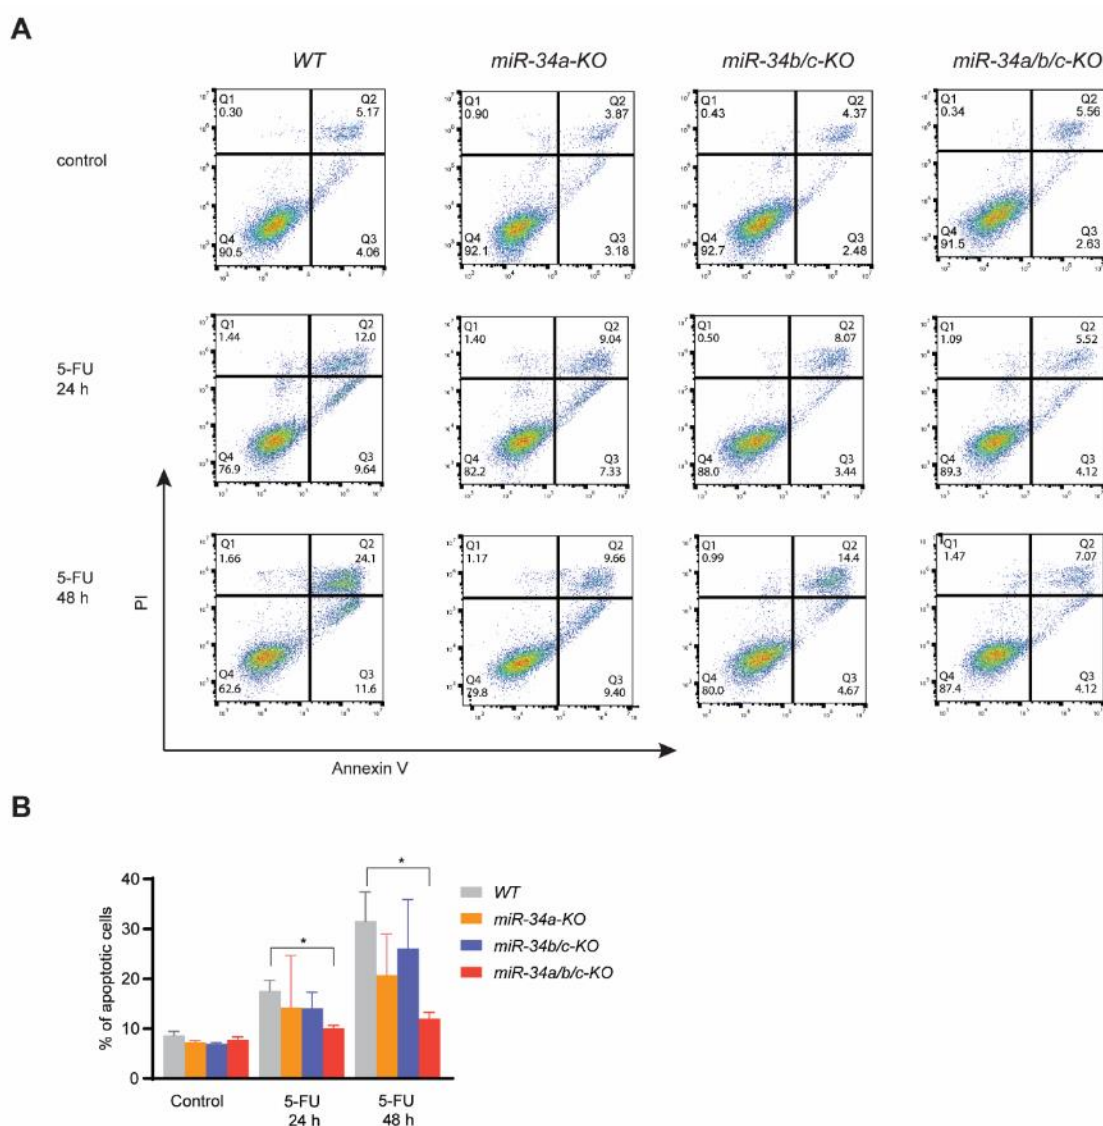 A
WT miR-34a-KO miR-34b/c-KO miR-34a/b/c-KO
control
Q1 Q2
0.30 5.17
Q4 Q3
90.5 4.06
Q1 Q2
0.90 3.87
Q4 Q3
92.1 3.18
Q1 Q2
0.43 4.37
Q4 Q3
92.7 2.48
Q1 Q2
0.34 5.56
Q4 Q3
91.5 2.63
5-FU
24 h
Q1 Q2
1.44 12.0
Q4 Q3
76.9 9.64
Q1 Q2
1.40 9.04
Q4 Q3
82.2 7.33
Q1 Q2
0.50 8.07
Q4 Q3
88.0 3.44
Q1 Q2
1.09 5.52
Q4 Q3
89.3 4.12
5-FU
48 h
Q1 Q2
1.66 24.1
Q4 Q3
62.6 11.6
Q1 Q2
1.17 9.66
Q4 Q3
79.8 9.40
Q1 Q2
0.99 14.4
Q4 Q3
80.0 4.67
Q1 Q2
1.47 7.07
Q4 Q3
87.4 4.12
PI
Annexin V
B
% of apoptotic cells
40
30
20
10
0
*
*
Control
5-FU
24 h
5-FU
48 h
WT
miR-34a-KO
miR-34b/c-KO
miR-34a/b/c-KO